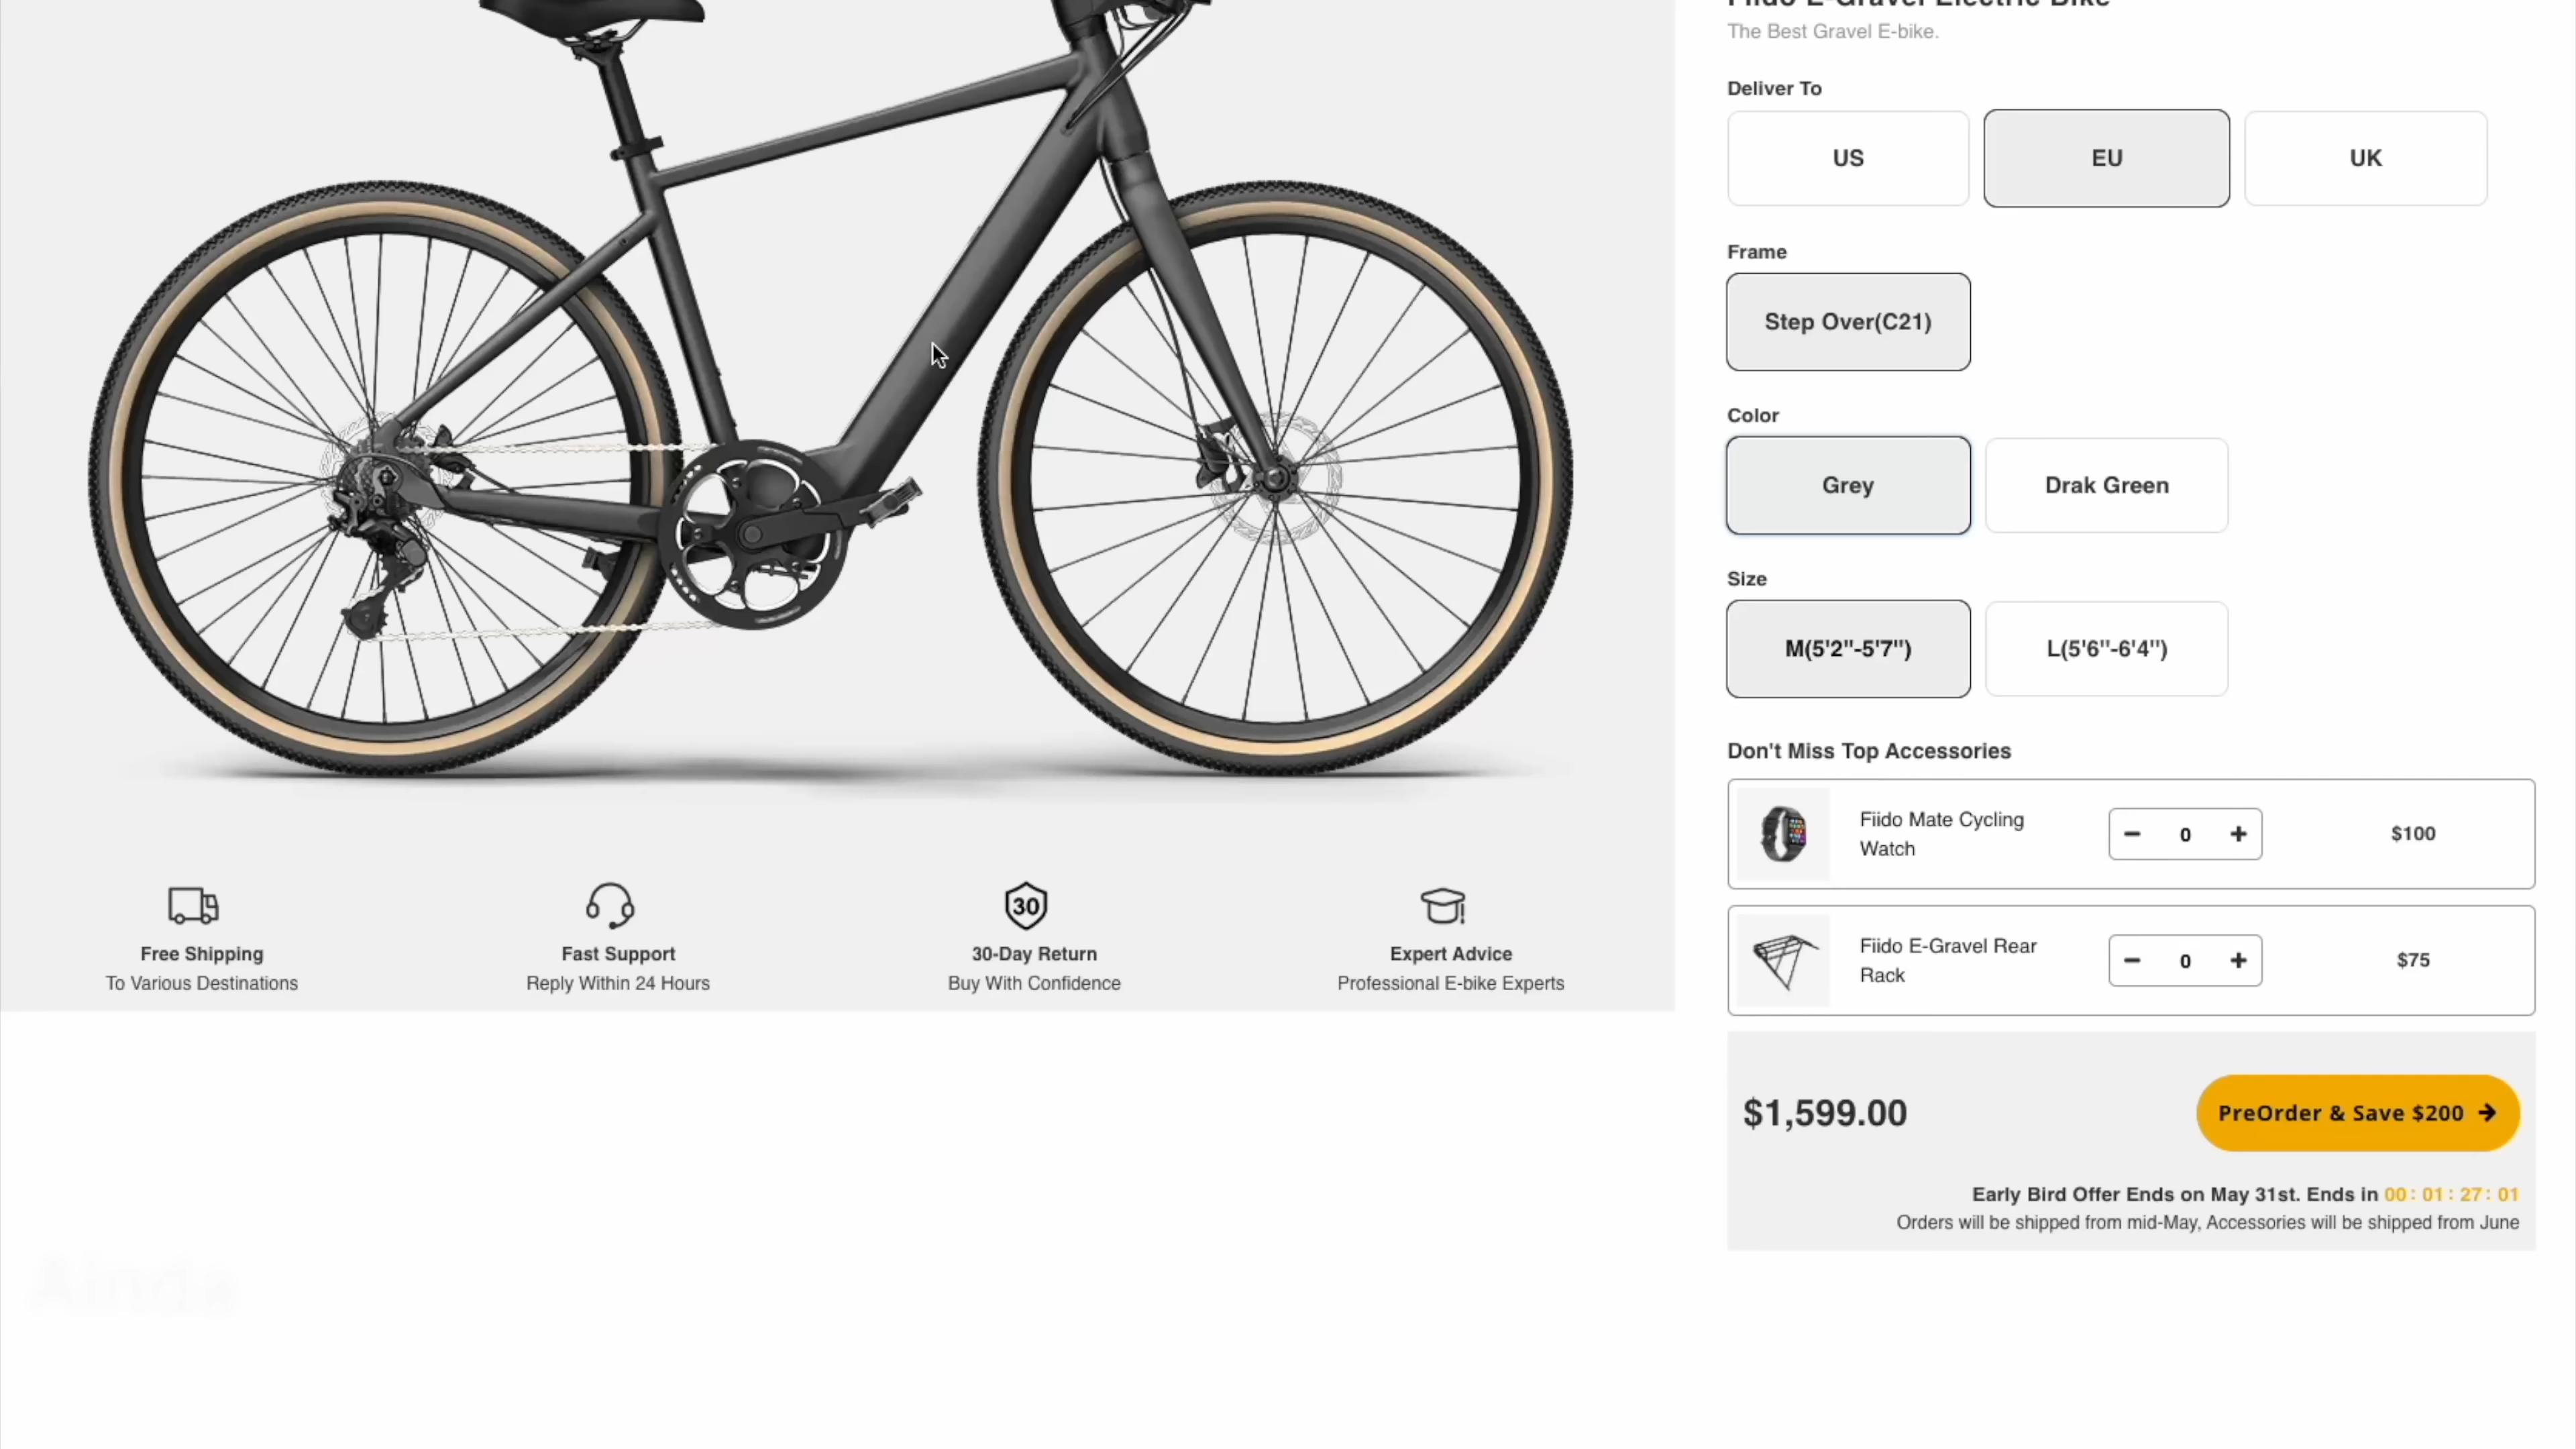 Fiido E-Gravel Electric Bike
The Best Gravel E-bike.
Deliver To
US
EU
UK
Frame
Step Over(C21)
Color
Grey
Drak Green
Size
M(5'2"-5'7")
L(5'6"-6'4")
Don't Miss Top Accessories
Fiido Mate Cycling
Watch
− 0 +
$100
Fiido E-Gravel Rear
Rack
− 0 +
$75
30
Free Shipping
To Various Destinations
Fast Support
Reply Within 24 Hours
30-Day Return
Buy With Confidence
Expert Advice
Professional E-bike Experts
$1,599.00
PreOrder & Save $200 →
Early Bird Offer Ends on May 31st. Ends in 00: 01: 27: 01
Orders will be shipped from mid-May, Accessories will be shipped from June